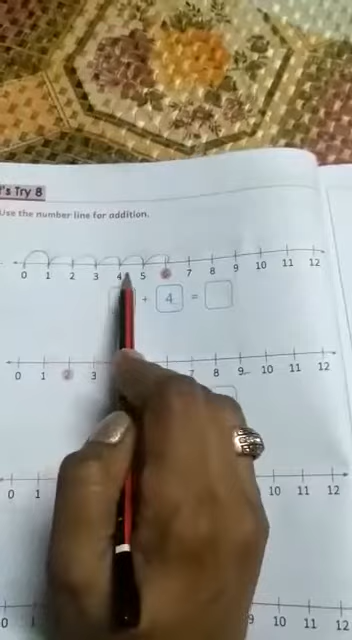 's Try 8
Use the number line for addition.
0 1 2 3 4 5 6 7 8 9 10 11 12
+ 4 =
0 1 2 3 7 8 9 10 11 12
0 1 10 11 12
0 9 10 11 12